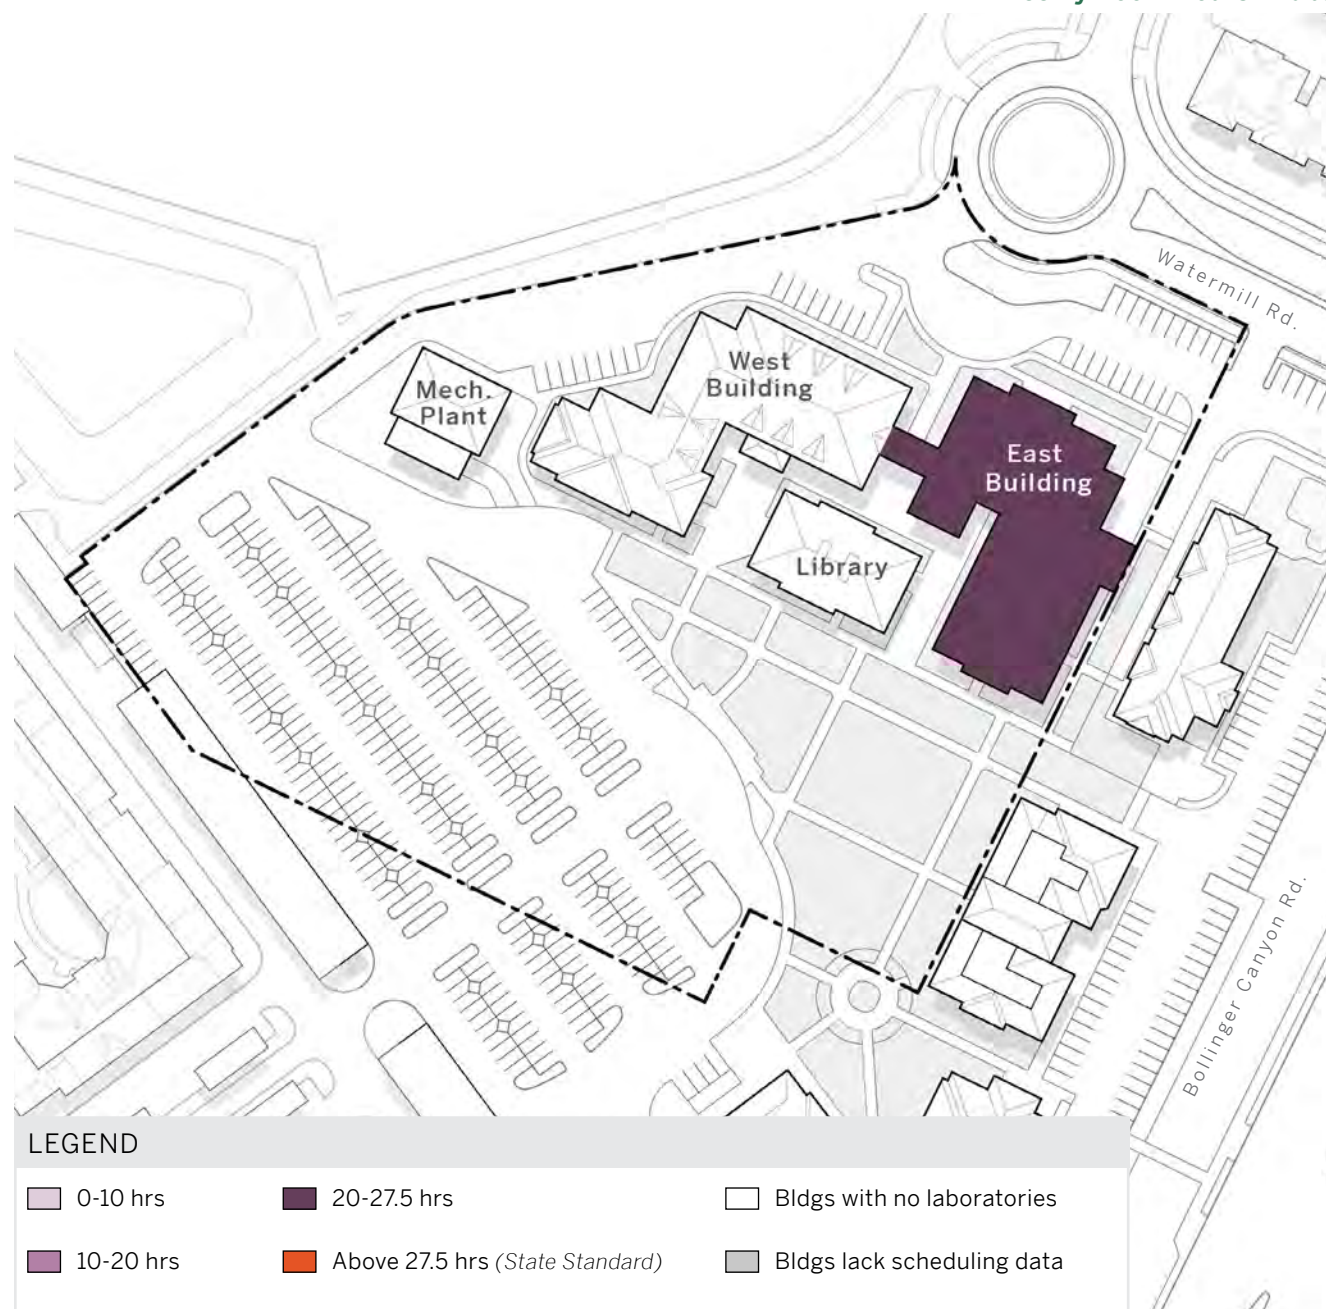 Watermill Rd.
West
Building
Mech.
Plant
East
Building
Library
Bollinger Canyon Rd.
LEGEND
0-10 hrs
20-27.5 hrs
Bldgs with no laboratories
10-20 hrs
Above 27.5 hrs (State Standard)
Bldgs lack scheduling data